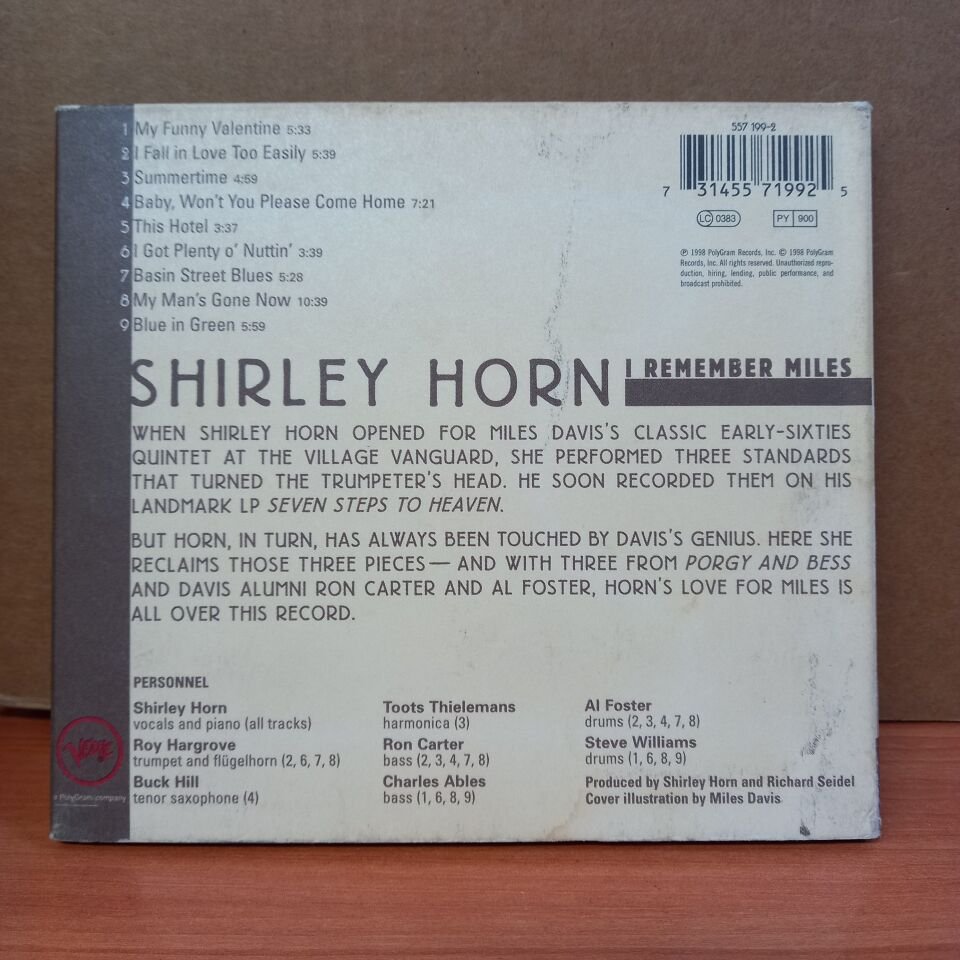 1 My Funny Valentine 5:33
2 I Fall in Love Too Easily 5:39
3 Summertime 4:59
4 Baby, Won't You Please Come Home 7:21
5 This Hotel 3:37
6 I Got Plenty o' Nuttin' 3:39
7 Basin Street Blues 5:28
8 My Man's Gone Now 10:39
9 Blue in Green 5:59
557 199-2
7 31455 71992 5
LC 0383 PY 900
℗ 1998 PolyGram Records, Inc. © 1998 PolyGram
Records, Inc. All rights reserved. Unauthorized repro-
duction, hiring, lending, public performance, and
broadcast prohibited.
SHIRLEY HORN I REMEMBER MILES
WHEN SHIRLEY HORN OPENED FOR MILES DAVIS'S CLASSIC EARLY-SIXTIES
QUINTET AT THE VILLAGE VANGUARD, SHE PERFORMED THREE STANDARDS
THAT TURNED THE TRUMPETER'S HEAD. HE SOON RECORDED THEM ON HIS
LANDMARK LP SEVEN STEPS TO HEAVEN.
BUT HORN, IN TURN, HAS ALWAYS BEEN TOUCHED BY DAVIS'S GENIUS. HERE SHE
RECLAIMS THOSE THREE PIECES — AND WITH THREE FROM PORGY AND BESS
AND DAVIS ALUMNI RON CARTER AND AL FOSTER, HORN'S LOVE FOR MILES IS
ALL OVER THIS RECORD.
PERSONNEL
Shirley Horn
vocals and piano (all tracks)
Roy Hargrove
trumpet and flügelhorn (2, 6, 7, 8)
Buck Hill
tenor saxophone (4)
Toots Thielemans
harmonica (3)
Ron Carter
bass (2, 3, 4, 7, 8)
Charles Ables
bass (1, 6, 8, 9)
Al Foster
drums (2, 3, 4, 7, 8)
Steve Williams
drums (1, 6, 8, 9)
Produced by Shirley Horn and Richard Seidel
Cover illustration by Miles Davis
Verve
a PolyGram company